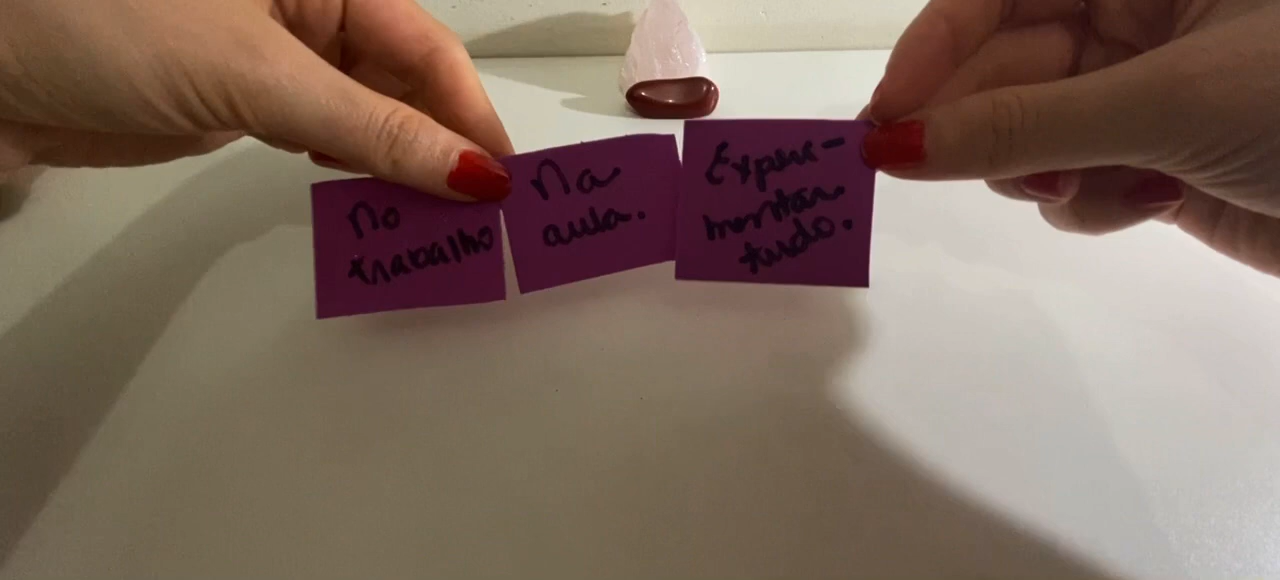 No
trabalho
Na
aula.
Experi-
mentar
tudo.